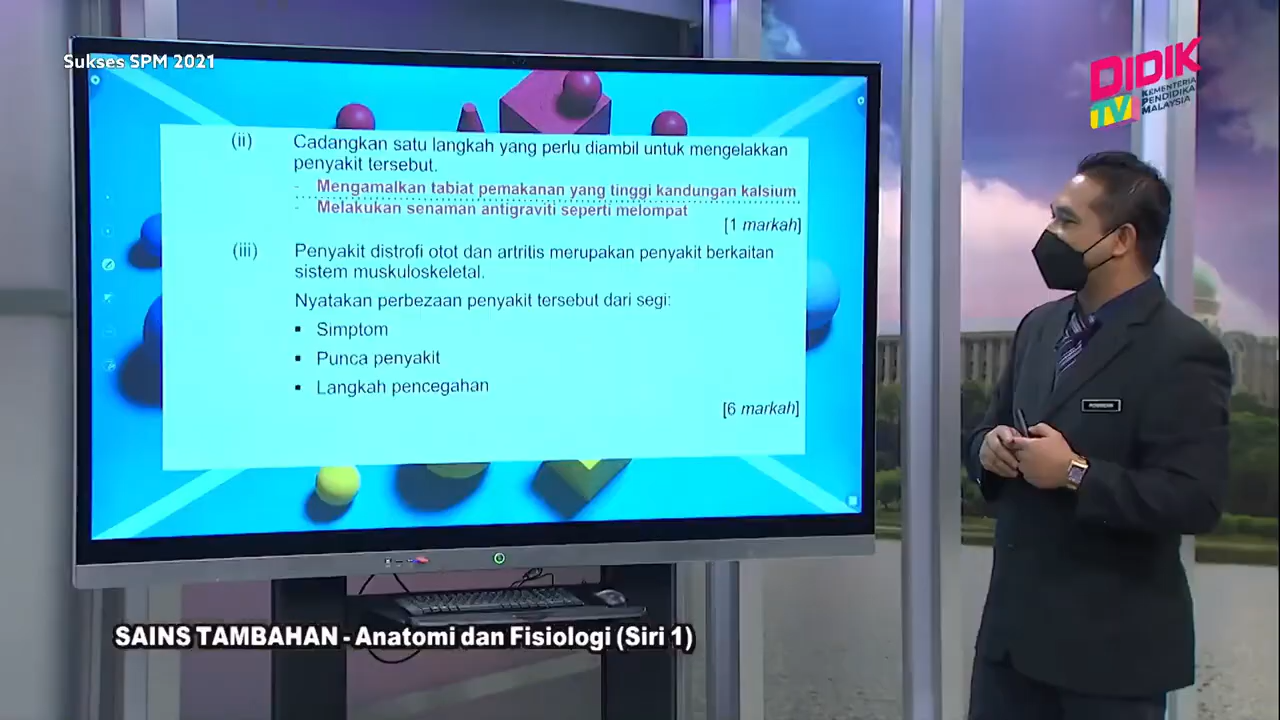 Sukses SPM 2021
DIDIK
TV
KEMENTERIA
PENDIDIKA
MALAYSIA
(ii) Cadangkan satu langkah yang perlu diambil untuk mengelakkan
penyakit tersebut.
- Mengamalkan tabiat pemakanan yang tinggi kandungan kalsium
- Melakukan senaman antigraviti seperti melompat
[1 markah]
(iii) Penyakit distrofi otot dan artritis merupakan penyakit berkaitan
sistem muskuloskeletal.
Nyatakan perbezaan penyakit tersebut dari segi:
▪ Simptom
▪ Punca penyakit
▪ Langkah pencegahan
[6 markah]
SAINS TAMBAHAN - Anatomi dan Fisiologi (Siri 1)